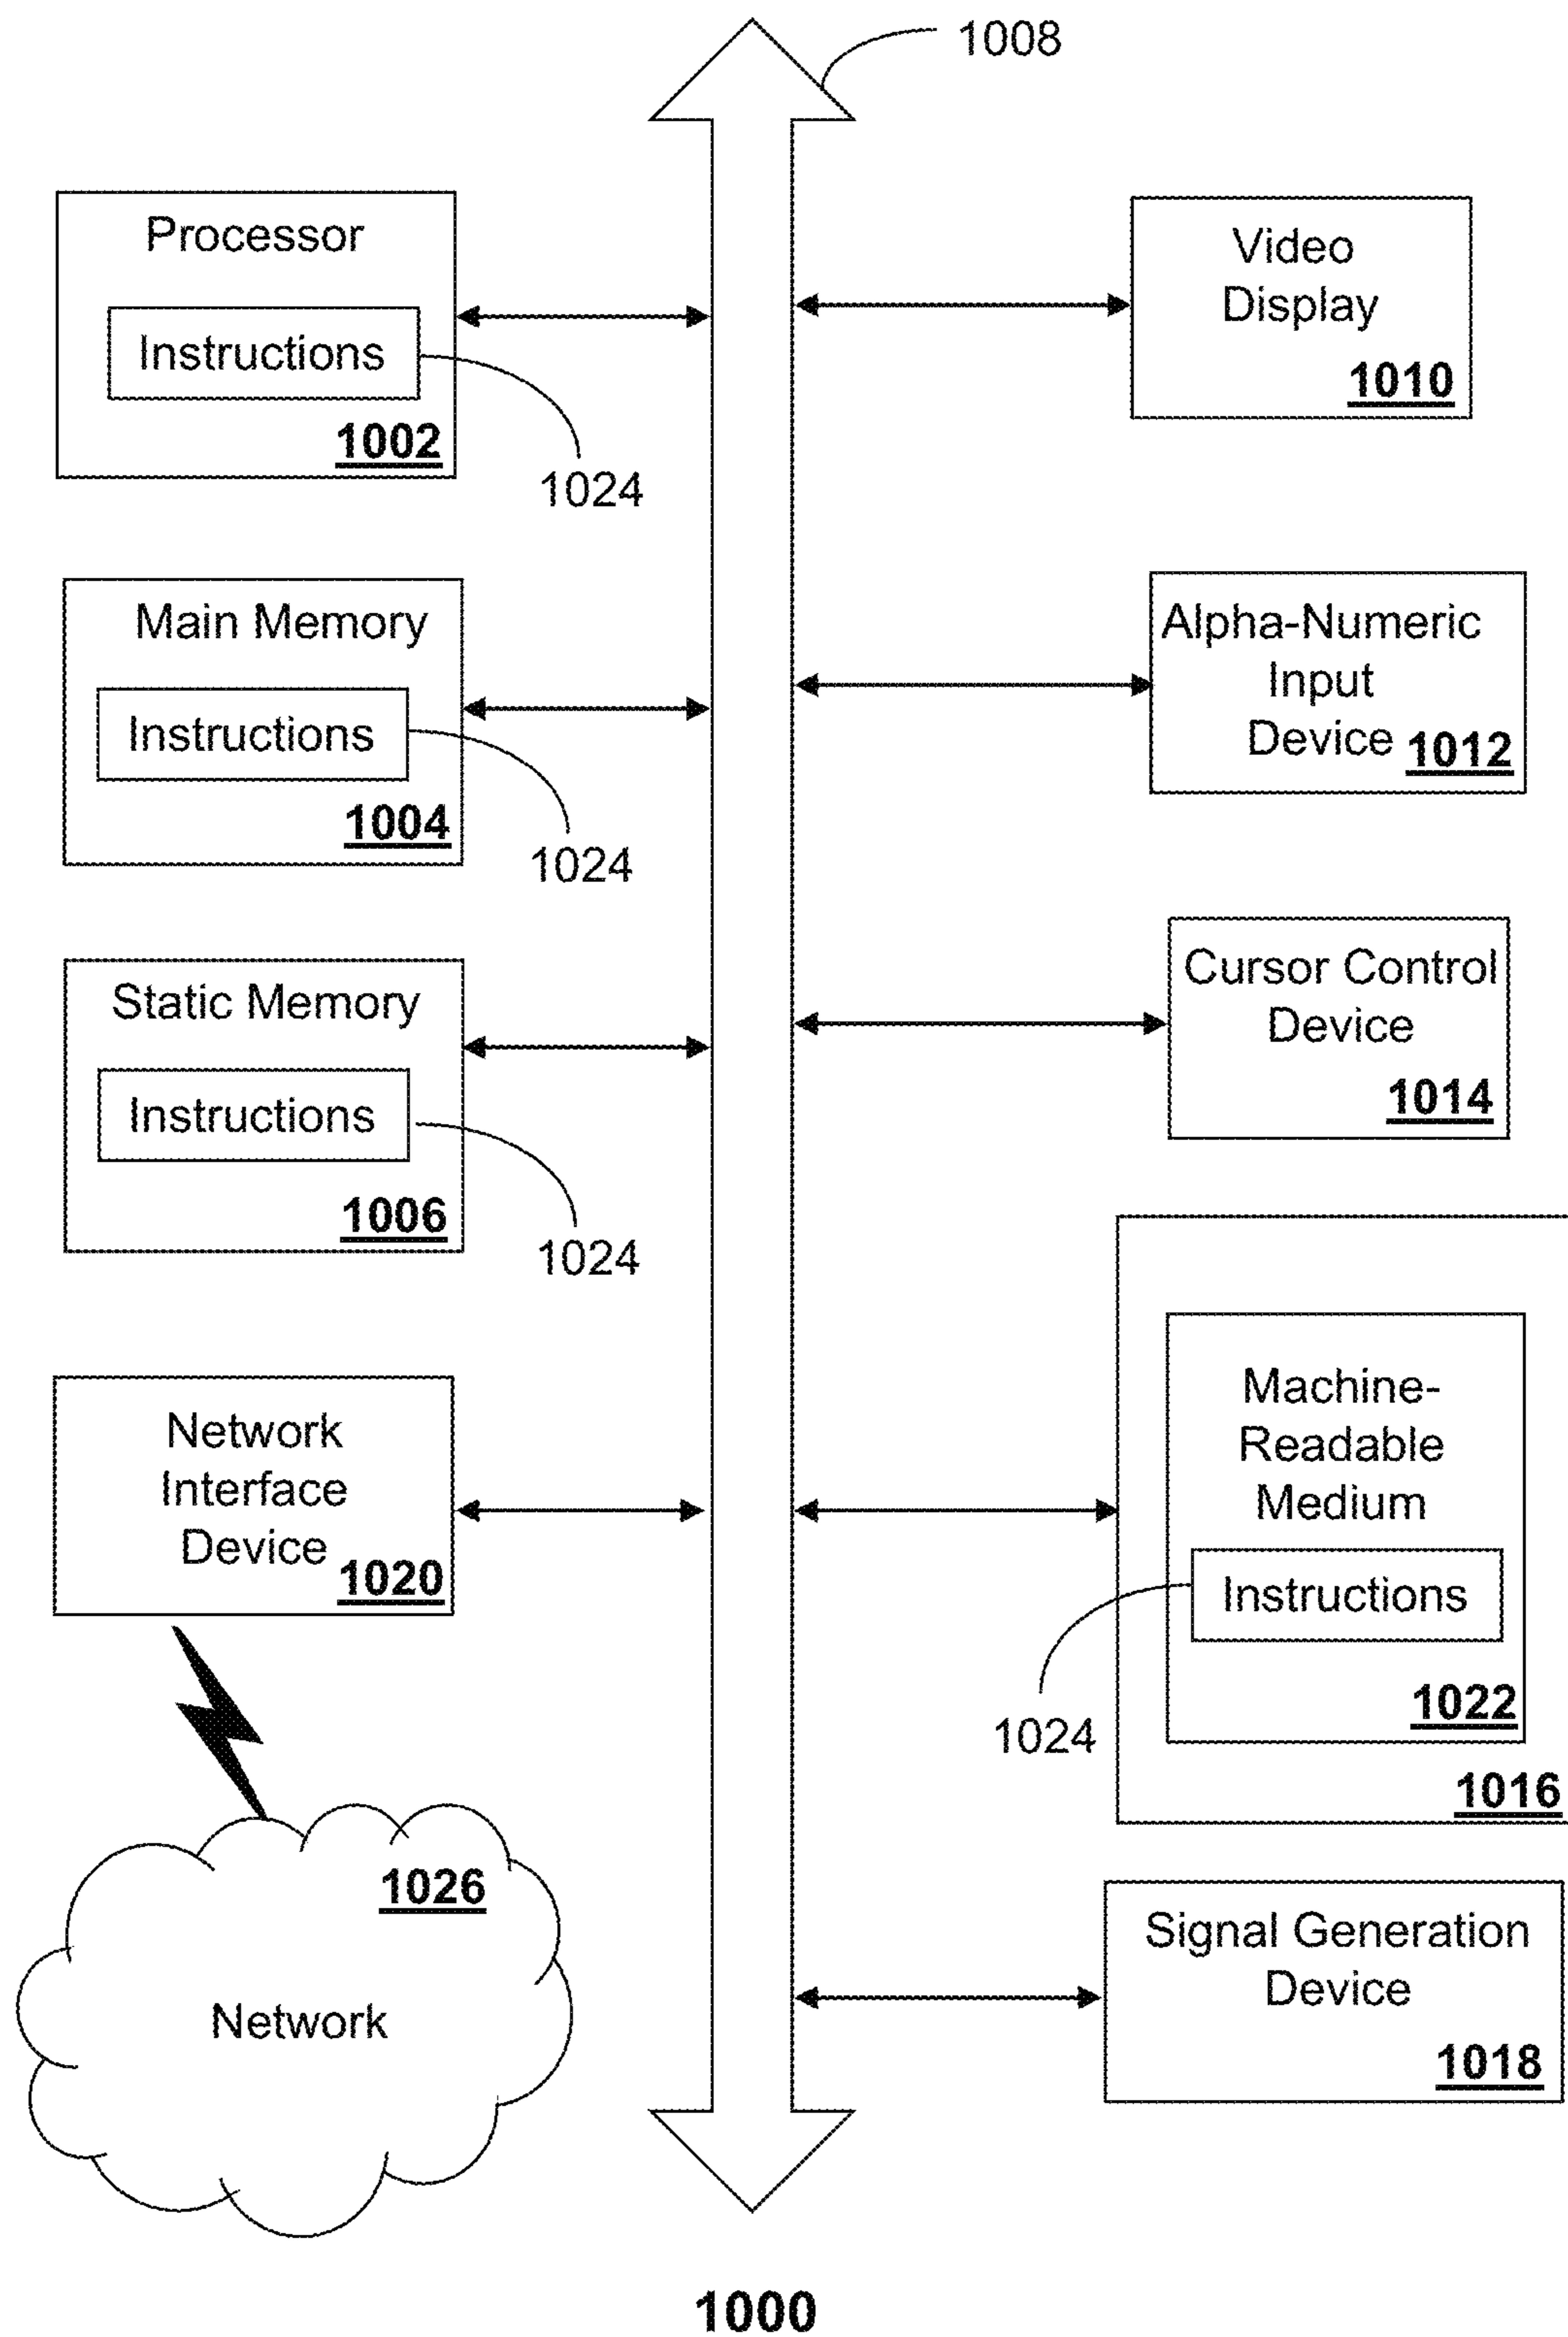 1008
Processor
Instructions
1002
1024
Main Memory
Instructions
1004
1024
Static Memory
Instructions
1006
1024
Network
Interface
Device
1020
1026
Network
Video
Display
1010
Alpha-Numeric
Input
Device 1012
Cursor Control
Device
1014
Machine-
Readable
Medium
Instructions
1022
1024
1016
Signal Generation
Device
1018
1000